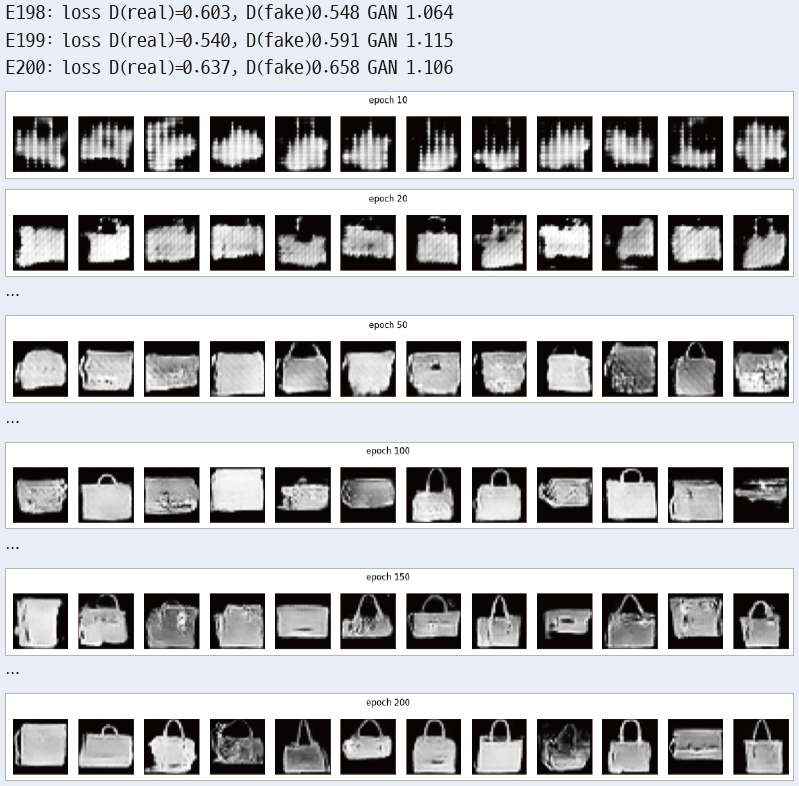 E198: loss D(real)=0.603, D(fake)0.548 GAN 1.064
E199: loss D(real)=0.540, D(fake)0.591 GAN 1.115
E200: loss D(real)=0.637, D(fake)0.658 GAN 1.106
epoch 10
epoch 20
...
epoch 50
...
epoch 100
...
epoch 150
...
epoch 200